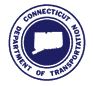 CONNECTICUT
DEPARTMENT OF TRANSPORTATION